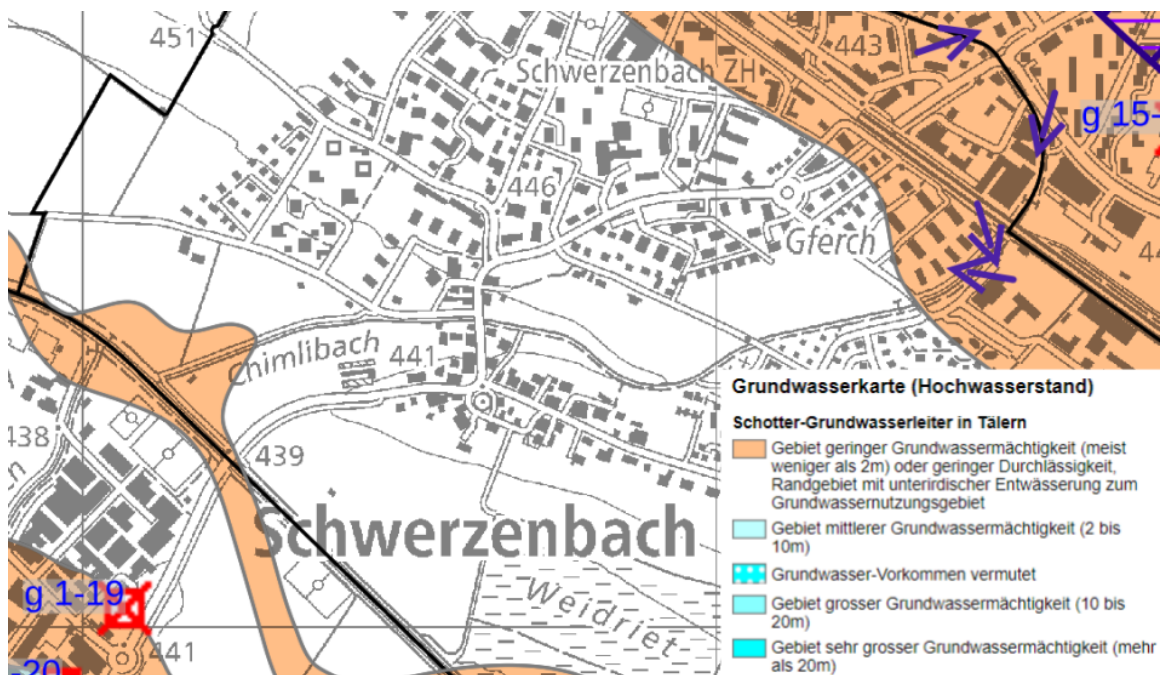 451
443
Schwerzenbach ZH
g 15-
446
Gferch
44
Chimlibach
441
438
439
Schwerzenbach
Weidriet
g 1-19
441
-20
Grundwasserkarte (Hochwasserstand)
Schotter-Grundwasserleiter in Tälern
Gebiet geringer Grundwassermächtigkeit (meist
weniger als 2m) oder geringer Durchlässigkeit,
Randgebiet mit unterirdischer Entwässerung zum
Grundwassernutzungsgebiet
Gebiet mittlerer Grundwassermächtigkeit (2 bis
10m)
Grundwasser-Vorkommen vermutet
Gebiet grosser Grundwassermächtigkeit (10 bis
20m)
Gebiet sehr grosser Grundwassermächtigkeit (mehr
als 20m)